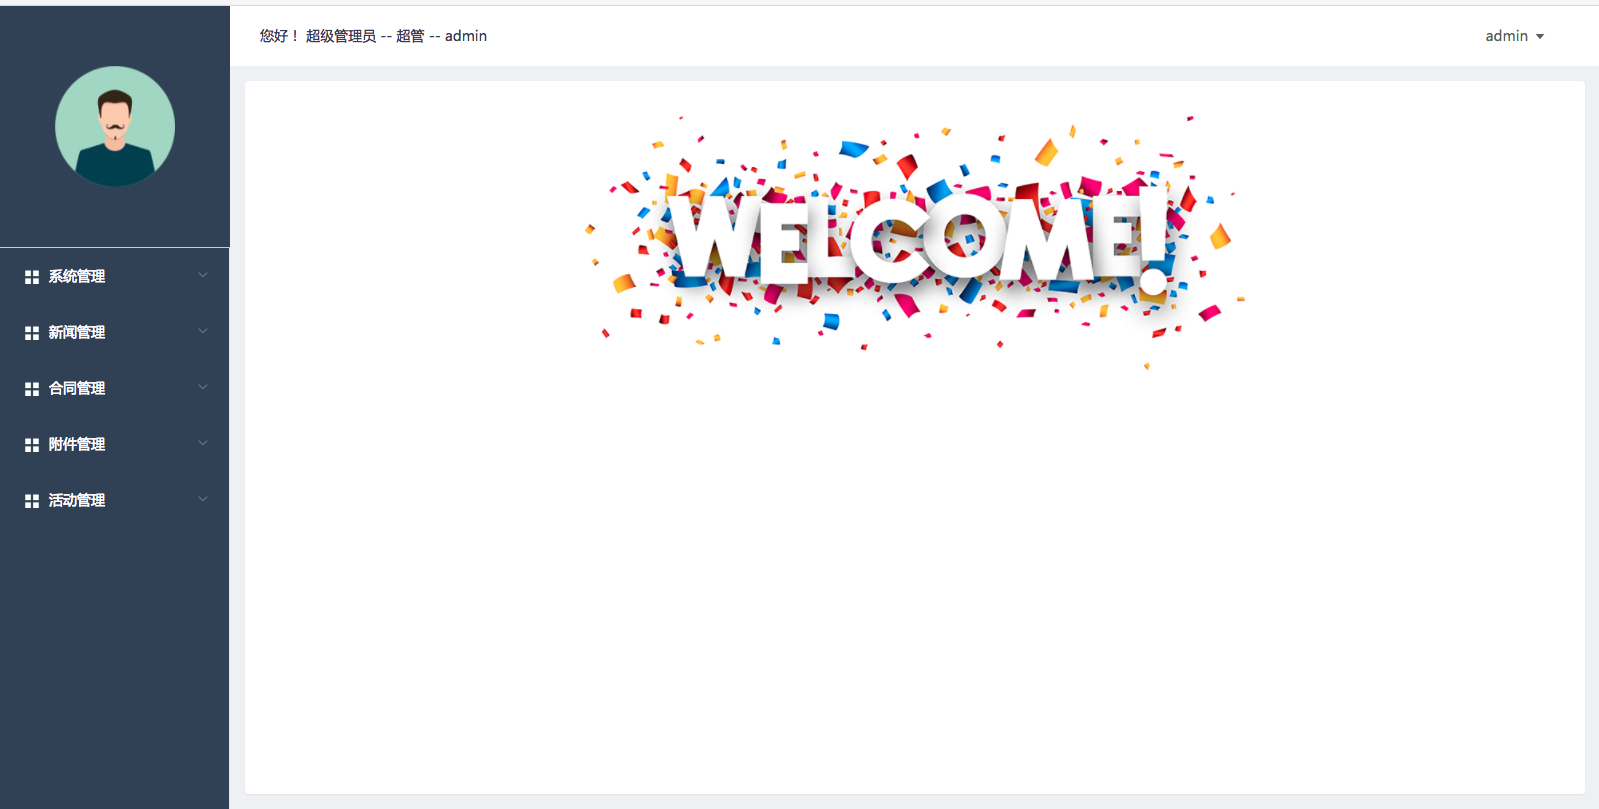 您好！ 超级管理员 -- 超管 -- admin
admin
WELCOME!
系统管理
新闻管理
合同管理
附件管理
活动管理